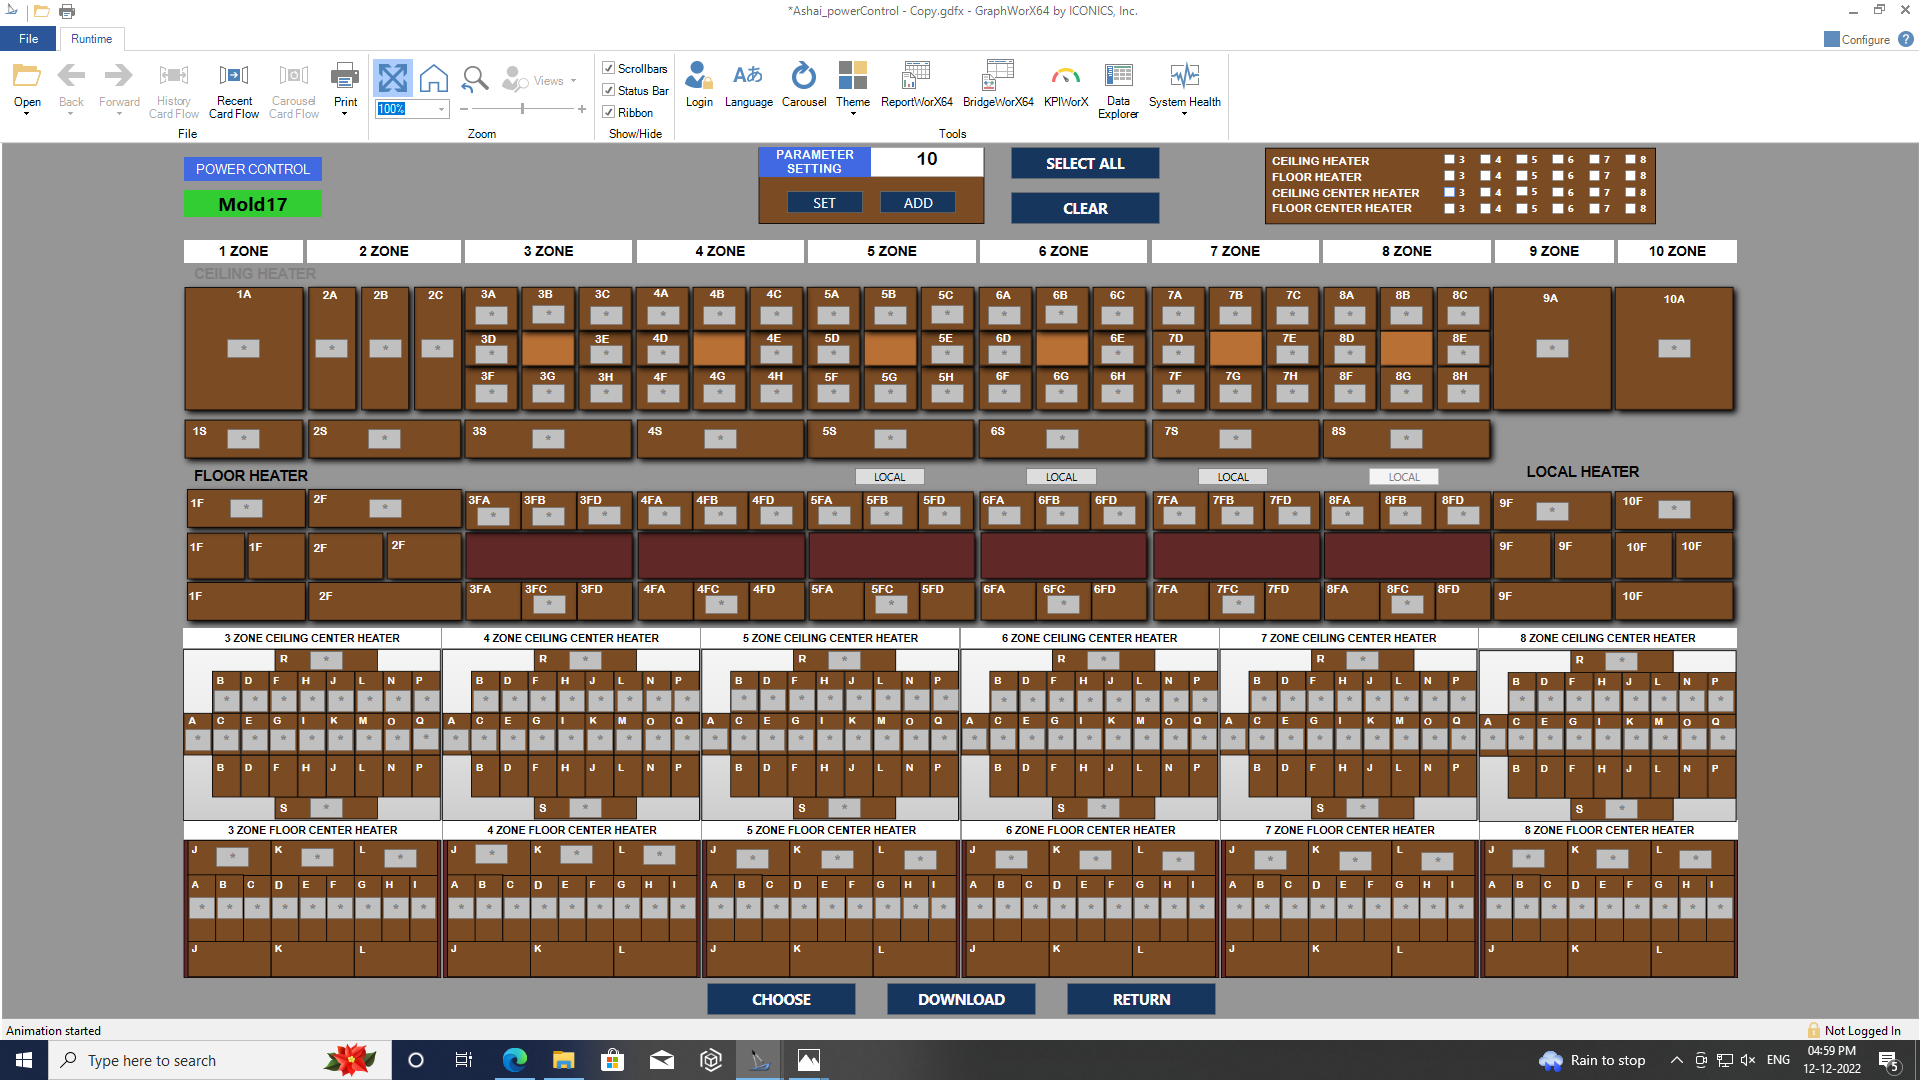 *Ashai_powerControl - Copy.gdfx - GraphWorX64 by ICONICS, Inc.
File Runtime Configure
Open Back Forward History Card Flow Recent Card Flow Carousel Card Flow Print
File
100%
Views
Zoom
Scrollbars
Status Bar
Ribbon
Show/Hide
Login Language Carousel Theme ReportWorX64 BridgeWorX64 KPIWorX Data Explorer System Health
Tools
POWER CONTROL
Mold17
PARAMETER SETTING 10
SET ADD
SELECT ALL
CLEAR
CEILING HEATER 3 4 5 6 7 8
FLOOR HEATER 3 4 5 6 7 8
CEILING CENTER HEATER 3 4 5 6 7 8
FLOOR CENTER HEATER 3 4 5 6 7 8
1 ZONE 2 ZONE 3 ZONE 4 ZONE 5 ZONE 6 ZONE 7 ZONE 8 ZONE 9 ZONE 10 ZONE
CEILING HEATER
1A 2A 2B 2C 3A 3B 3C 4A 4B 4C 5A 5B 5C 6A 6B 6C 7A 7B 7C 8A 8B 8C 9A 10A
* * * * * * * * * * * * * * * * * *
3D 3E 4D 4E 5D 5E 6D 6E 7D 7E 8D 8E
* * * * * * * * * * * * * * * * * *
3F 3G 3H 4F 4G 4H 5F 5G 5H 6F 6G 6H 7F 7G 7H 8F 8G 8H
* * * * * * * * * * * * * * * * * *
1S * 2S * 3S * 4S * 5S * 6S * 7S * 8S *
FLOOR HEATER LOCAL LOCAL LOCAL LOCAL LOCAL HEATER
1F * 2F * 3FA 3FB 3FD 4FA 4FB 4FD 5FA 5FB 5FD 6FA 6FB 6FD 7FA 7FB 7FD 8FA 8FB 8FD 9F * 10F *
* * * * * * * * * * * * * * * * * *
1F 1F 2F 2F 9F 9F 10F 10F
1F 2F 3FA 3FC 3FD 4FA 4FC 4FD 5FA 5FC 5FD 6FA 6FC 6FD 7FA 7FC 7FD 8FA 8FC 8FD 9F 10F
* * * * * *
3 ZONE CEILING CENTER HEATER 4 ZONE CEILING CENTER HEATER 5 ZONE CEILING CENTER HEATER 6 ZONE CEILING CENTER HEATER 7 ZONE CEILING CENTER HEATER 8 ZONE CEILING CENTER HEATER
R * R * R * R * R * R *
B D F H J L N P B D F H J L N P B D F H J L N P B D F H J L N P B D F H J L N P B D F H J L N P
* * * * * * * * * * * * * * * * * * * * * * * * * * * * * * * * * * * * * * * * * * * * * * * *
A C E G I K M O Q A C E G I K M O Q A C E G I K M O Q A C E G I K M O Q A C E G I K M O Q A C E G I K M O Q
* * * * * * * * * * * * * * * * * * * * * * * * * * * * * * * * * * * * * * * * * * * * * * * * * * * * * *
B D F H J L N P B D F H J L N P B D F H J L N P B D F H J L N P B D F H J L N P B D F H J L N P
S * S * S * S * S * S *
3 ZONE FLOOR CENTER HEATER 4 ZONE FLOOR CENTER HEATER 5 ZONE FLOOR CENTER HEATER 6 ZONE FLOOR CENTER HEATER 7 ZONE FLOOR CENTER HEATER 8 ZONE FLOOR CENTER HEATER
J * K * L * J * K * L * J * K * L * J * K * L * J * K * L * J * K * L *
A B C D E F G H I A B C D E F G H I A B C D E F G H I A B C D E F G H I A B C D E F G H I A B C D E F G H I
* * * * * * * * * * * * * * * * * * * * * * * * * * * * * * * * * * * * * * * * * * * * * * * * * * * * * *
J K L J K L J K L J K L J K L J K L
CHOOSE DOWNLOAD RETURN
Animation started Not Logged In
Type here to search Rain to stop ENG 04:59 PM
12-12-2022 5